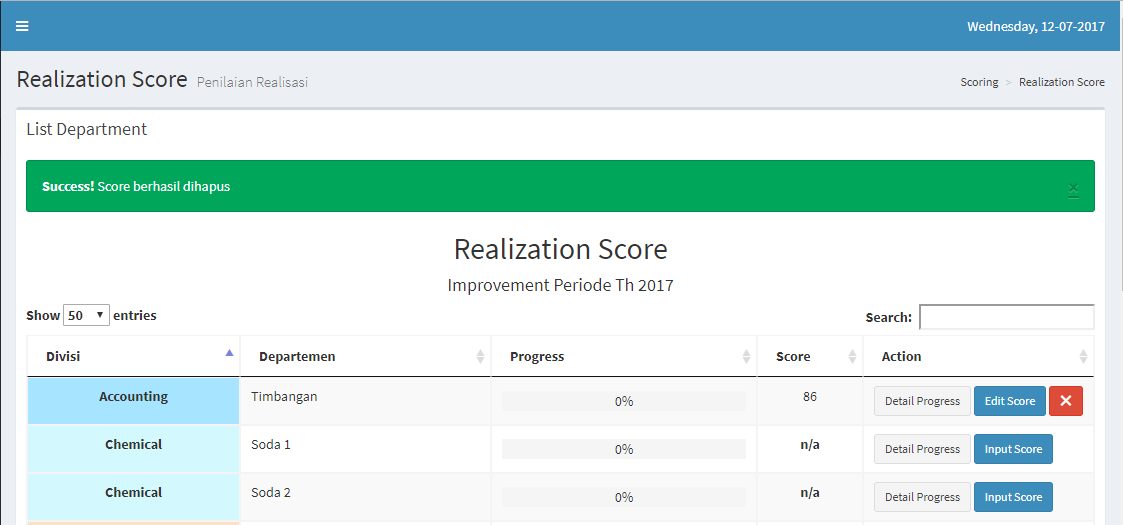 Wednesday, 12-07-2017
Realization Score Penilaian Realisasi
Scoring > Realization Score
List Department
Success! Score berhasil dihapus ×
Realization Score
Improvement Periode Th 2017
Show 50 entries Search:
Divisi Departemen Progress Score Action
Accounting Timbangan 0% 86 Detail Progress Edit Score ×
Chemical Soda 1 0% n/a Detail Progress Input Score
Chemical Soda 2 0% n/a Detail Progress Input Score